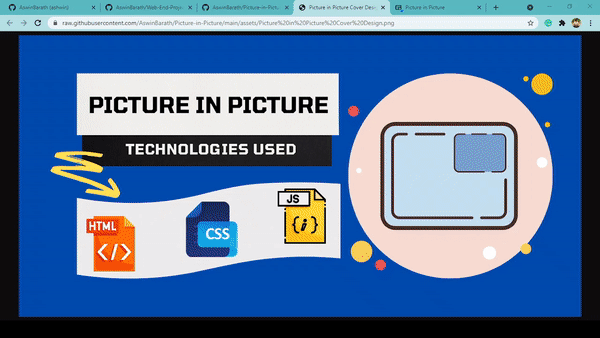 AswinBarath (ashwin)
AswinBarath/Web-End-Proje
AswinBarath/Picture-in-Pictu
Picture in Picture Cover Desi
Picture in Picture
raw.githubusercontent.com/AswinBarath/Picture-in-Picture/main/assets/Picture%20in%20Picture%20Cover%20Design.png
PICTURE IN PICTURE
TECHNOLOGIES USED
JS
HTML
CSS